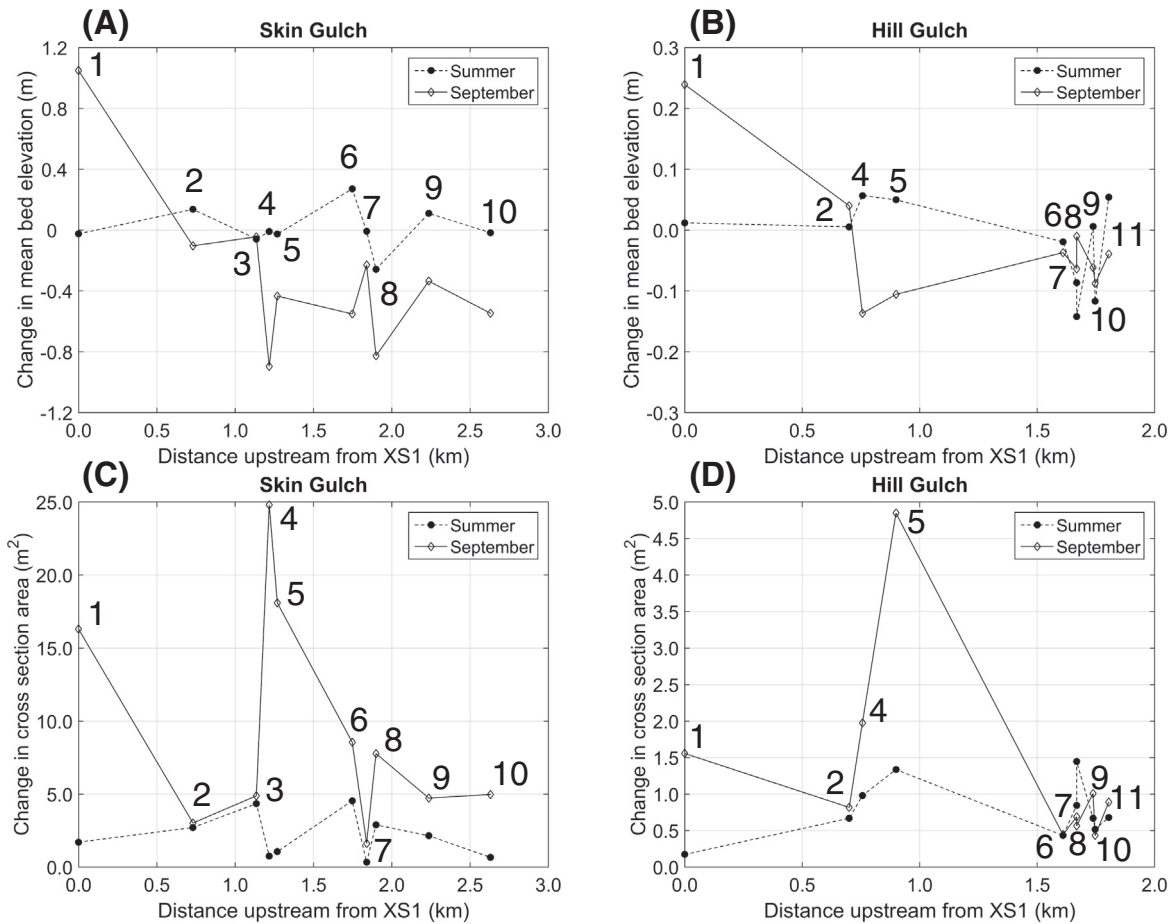 (A)
Skin Gulch
1.2
0.8
0.4
0
-0.4
-0.8
-1.2
Change in mean bed elevation (m)
Summer
September
1
2
3
4
5
6
7
8
9
10
0.0 0.5 1.0 1.5 2.0 2.5 3.0
Distance upstream from XS1 (km)
(B)
Hill Gulch
0.3
0.2
0.1
0.0
-0.1
-0.2
-0.3
Change in mean bed elevation (m)
Summer
September
1
2
4
5
6
7
8
9
10
11
0.0 0.5 1.0 1.5 2.0
Distance upstream from XS1 (km)
(C)
Skin Gulch
25.0
20.0
15.0
10.0
5.0
0.0
Change in cross section area (m²)
Summer
September
1
2
3
4
5
6
7
8
9
10
0.0 0.5 1.0 1.5 2.0 2.5 3.0
Distance upstream from XS1 (km)
(D)
Hill Gulch
5.0
4.5
4.0
3.5
3.0
2.5
2.0
1.5
1.0
0.5
0.0
Change in cross section area (m²)
Summer
September
1
2
4
5
6
7
8
9
10
11
0.0 0.5 1.0 1.5 2.0
Distance upstream from XS1 (km)